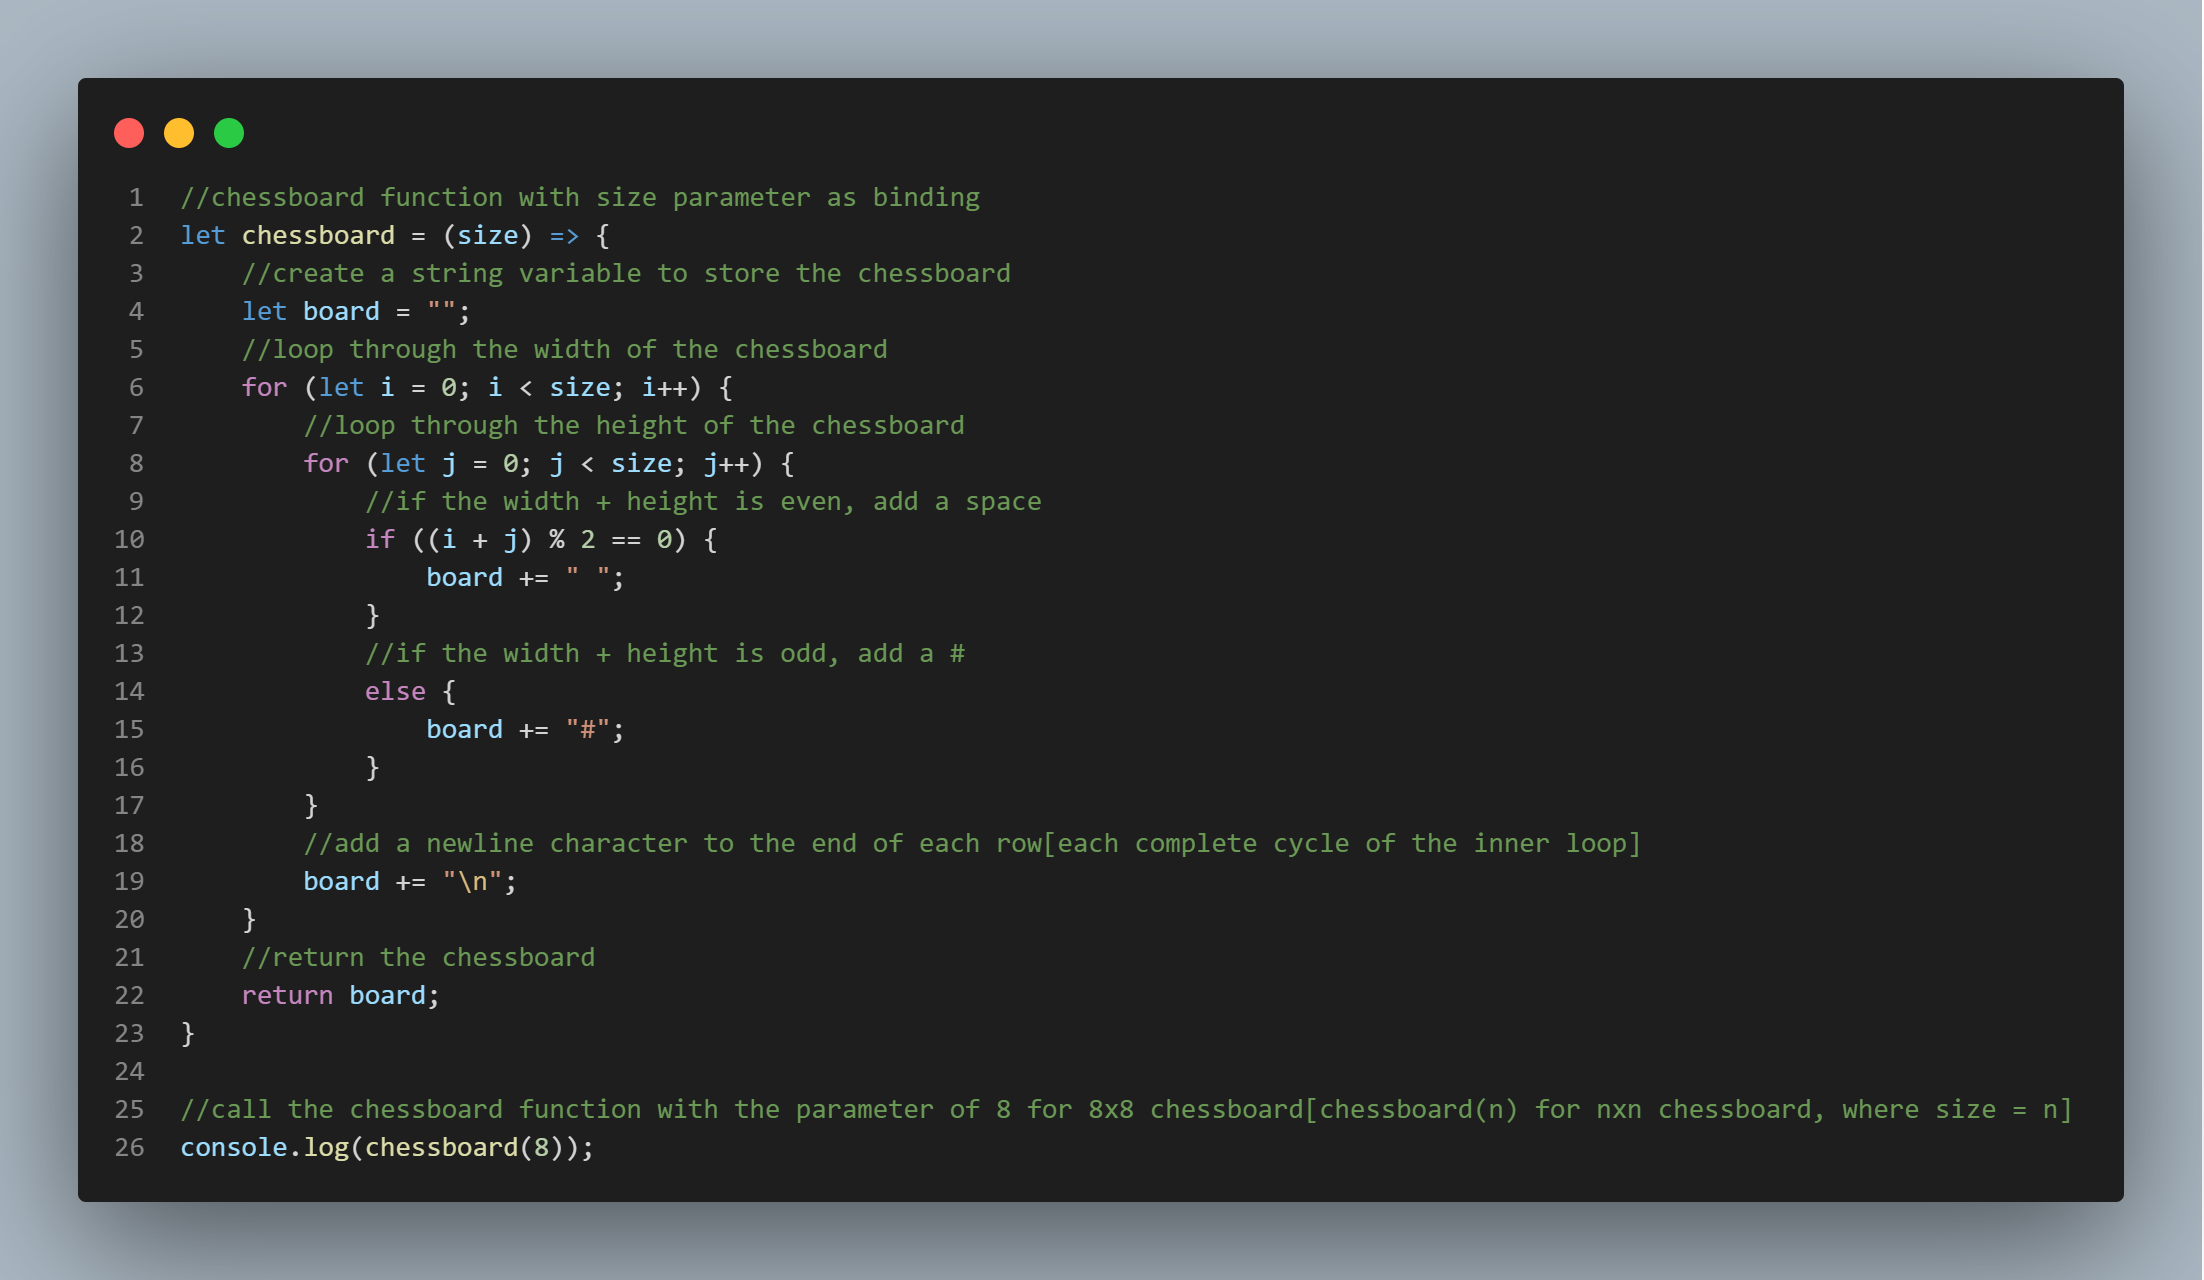 1 //chessboard function with size parameter as binding
2 let chessboard = (size) => {
3     //create a string variable to store the chessboard
4     let board = "";
5     //loop through the width of the chessboard
6     for (let i = 0; i < size; i++) {
7         //loop through the height of the chessboard
8         for (let j = 0; j < size; j++) {
9             //if the width + height is even, add a space
10             if ((i + j) % 2 == 0) {
11                 board += " ";
12             }
13             //if the width + height is odd, add a #
14             else {
15                 board += "#";
16             }
17         }
18         //add a newline character to the end of each row[each complete cycle of the inner loop]
19         board += "\n";
20     }
21     //return the chessboard
22     return board;
23 }
24
25 //call the chessboard function with the parameter of 8 for 8x8 chessboard[chessboard(n) for nxn chessboard, where size = n]
26 console.log(chessboard(8));